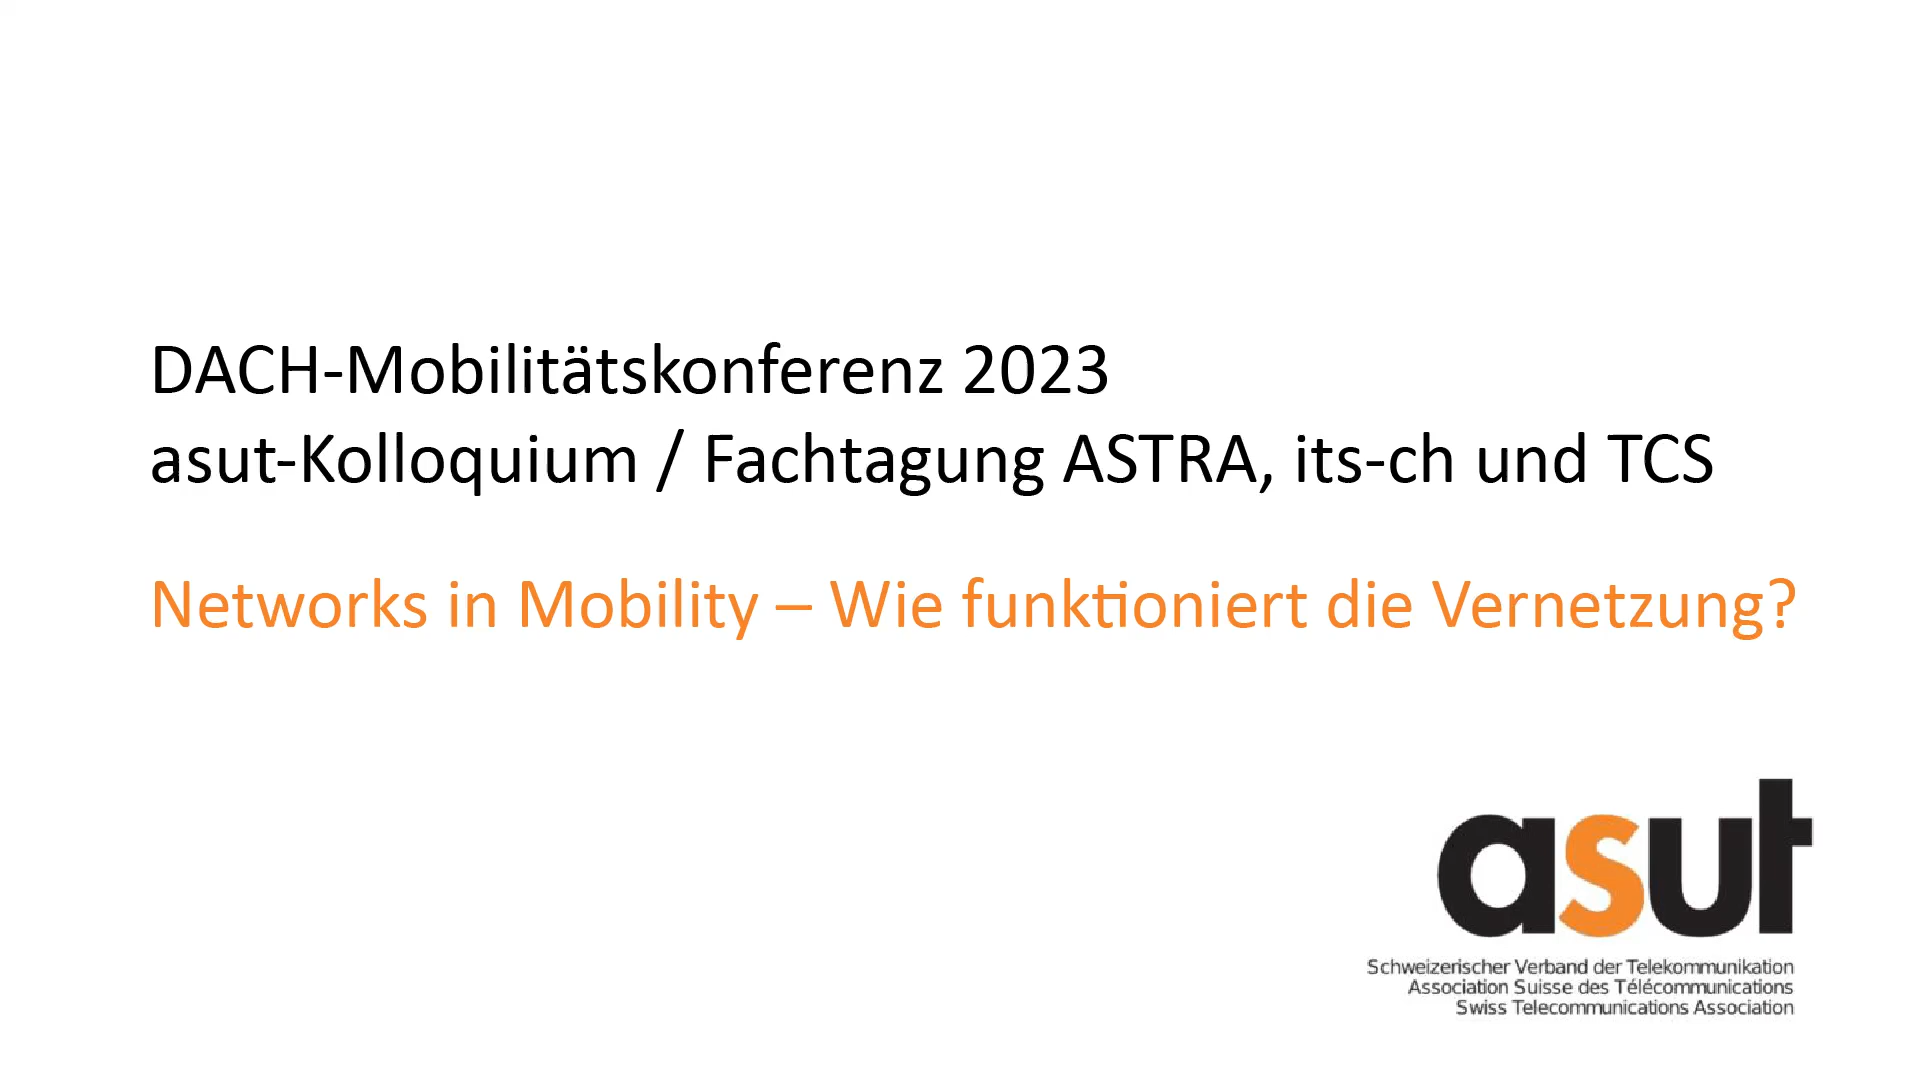 DACH-Mobilitätskonferenz 2023
asut-Kolloquium / Fachtagung ASTRA, its-ch und TCS
Networks in Mobility – Wie funktioniert die Vernetzung?
asut
Schweizerischer Verband der Telekommunikation
Association Suisse des Télécommunications
Swiss Telecommunications Association